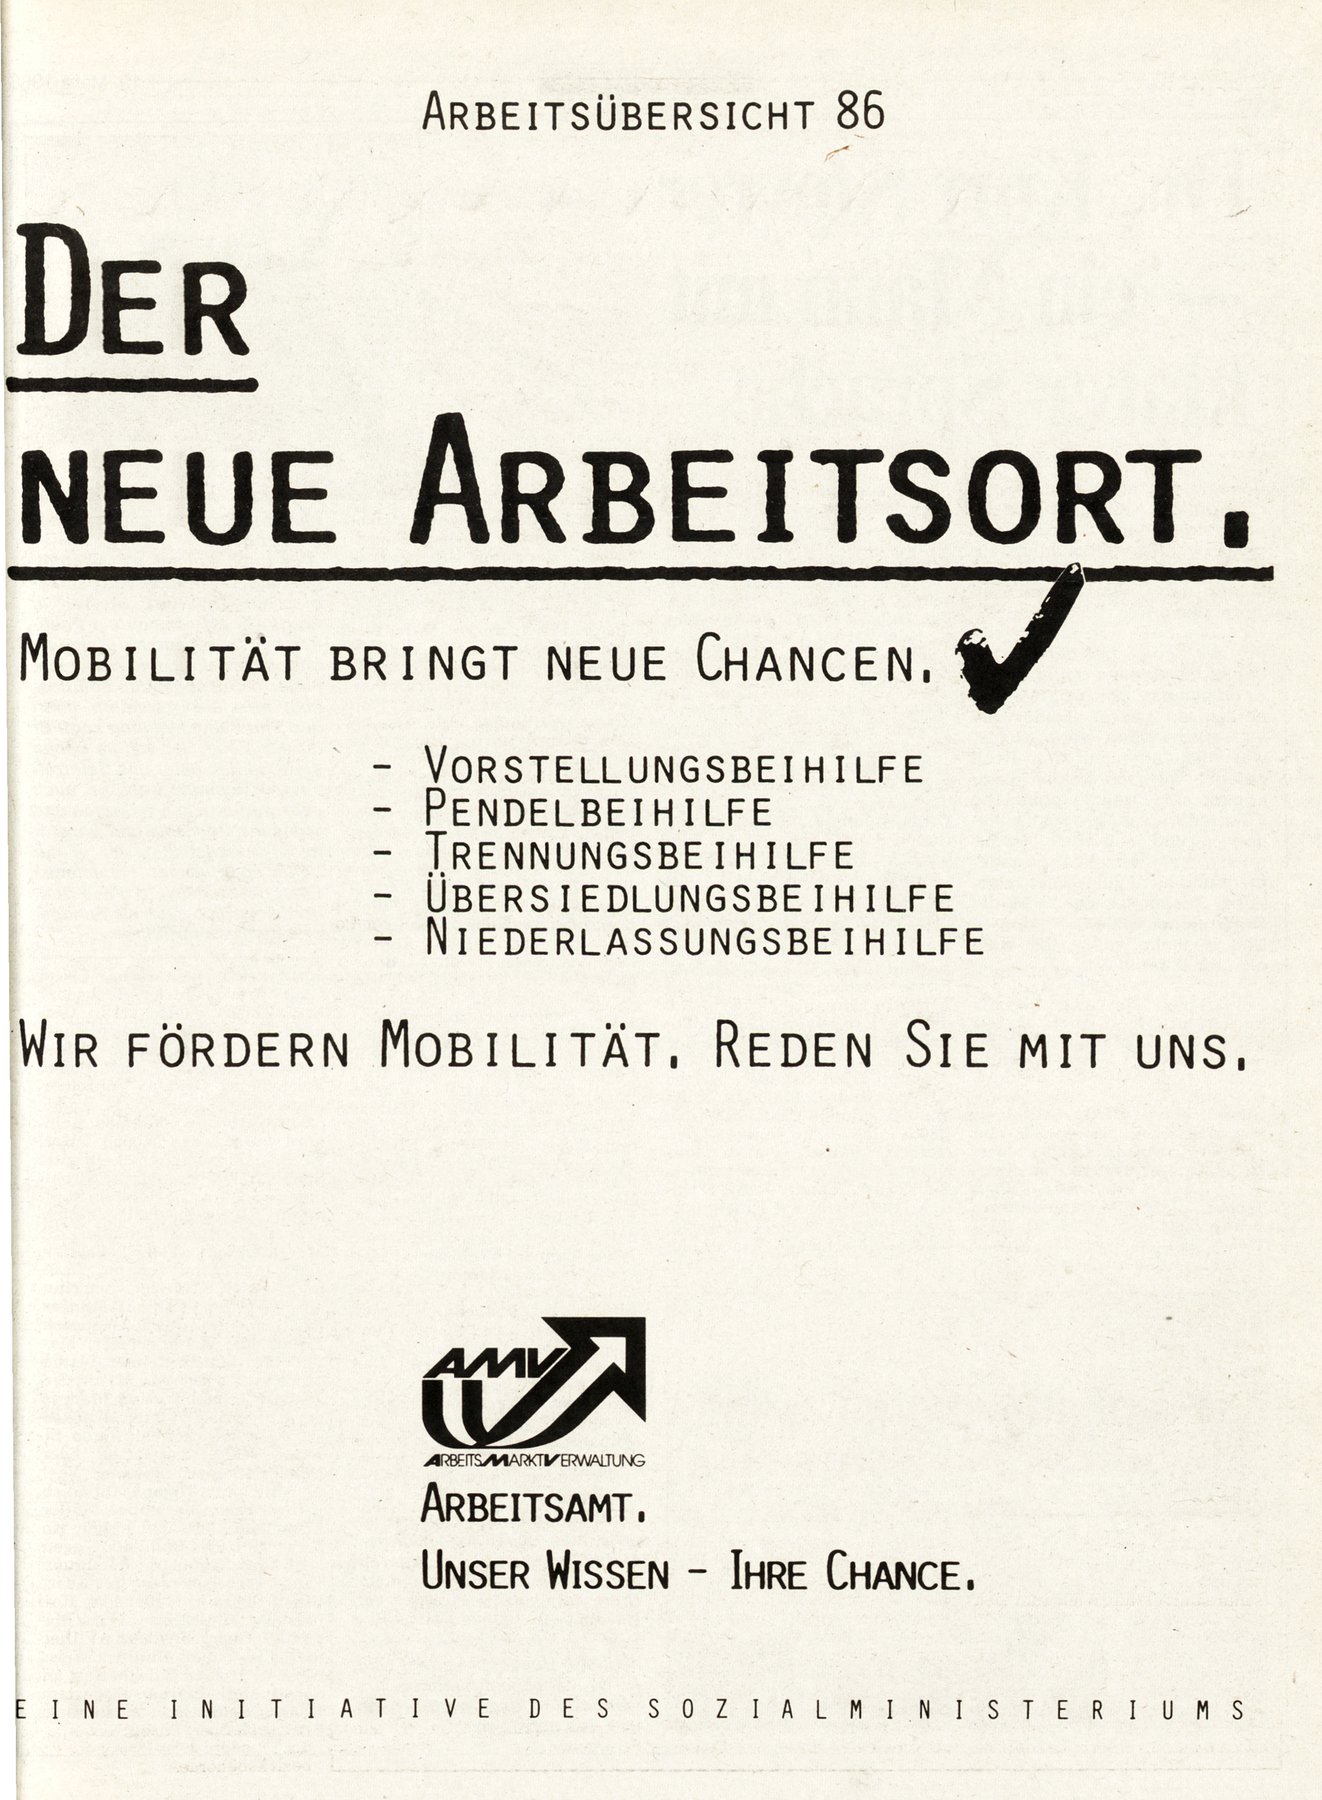 ARBEITSÜBERSICHT 86
DER
NEUE ARBEITSORT.
MOBILITÄT BRINGT NEUE CHANCEN.
- VORSTELLUNGSBEIHILFE
- PENDELBEIHILFE
- TRENNUNGSBEIHILFE
- ÜBERSIEDLUNGSBEIHILFE
- NIEDERLASSUNGSBEIHILFE
WIR FÖRDERN MOBILITÄT. REDEN SIE MIT UNS.
AMV
ARBEITSMARKTVERWALTUNG
ARBEITSAMT.
UNSER WISSEN - IHRE CHANCE.
EINE INITIATIVE DES SOZIALMINISTERIUMS